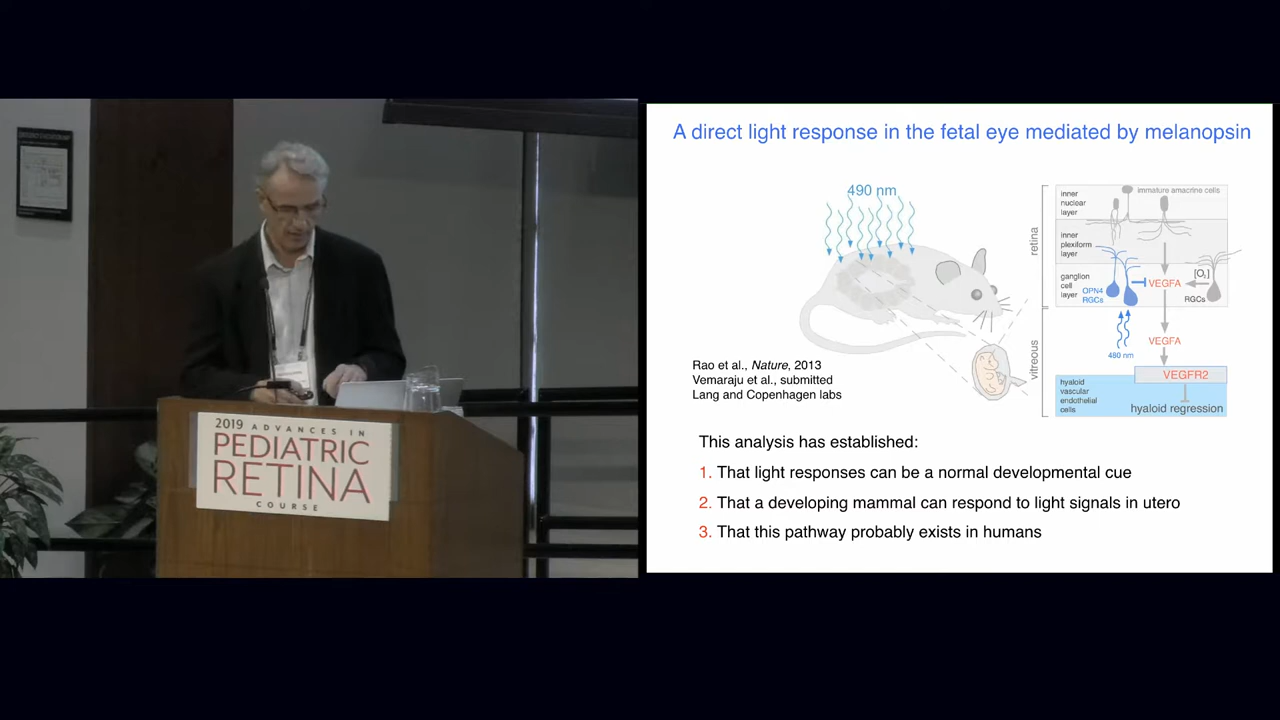 2019 ADVANCES IN
PEDIATRIC
RETINA
COURSE
A direct light response in the fetal eye mediated by melanopsin
490 nm
Rao et al., Nature, 2013
Vemaraju et al., submitted
Lang and Copenhagen labs
retina
vitreous
inner
nuclear
layer
immature amacrine cells
inner
plexiform
layer
ganglion
cell
layer
OPN4
RGCs
VEGFA
RGCs
480 nm
VEGFA
VEGFR2
hyaloid
vascular
endothelial
cells
hyaloid regression
This analysis has established:
1. That light responses can be a normal developmental cue
2. That a developing mammal can respond to light signals in utero
3. That this pathway probably exists in humans